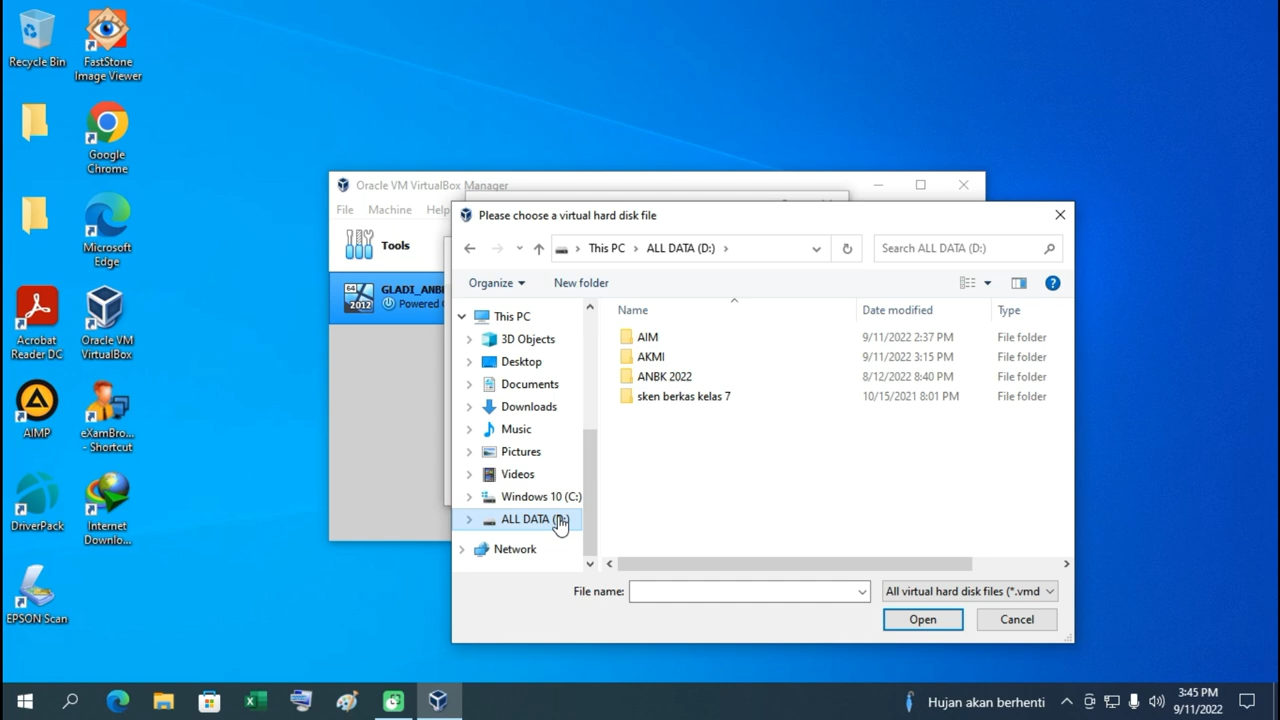 Recycle Bin
FastStone
Image Viewer
Google
Chrome
Microsoft
Edge
Acrobat
Reader DC
Oracle VM
VirtualBox
AIMP
eXamBro...
- Shortcut
DriverPack
Internet
Downlo...
EPSON Scan
Oracle VM VirtualBox Manager
File Machine Help
Tools
64
2012
GLADI_ANB
Powered
Please choose a virtual hard disk file
This PC > ALL DATA (D:) >
Search ALL DATA (D:)
Organize
New folder
This PC
3D Objects
Desktop
Documents
Downloads
Music
Pictures
Videos
Windows 10 (C:)
ALL DATA (D:)
Network
Name Date modified Type
AIM 9/11/2022 2:37 PM File folder
AKMI 9/11/2022 3:15 PM File folder
ANBK 2022 8/12/2022 8:40 PM File folder
sken berkas kelas 7 10/15/2021 8:01 PM File folder
File name:
All virtual hard disk files (*.vmd
Open
Cancel
Hujan akan berhenti
3:45 PM
9/11/2022